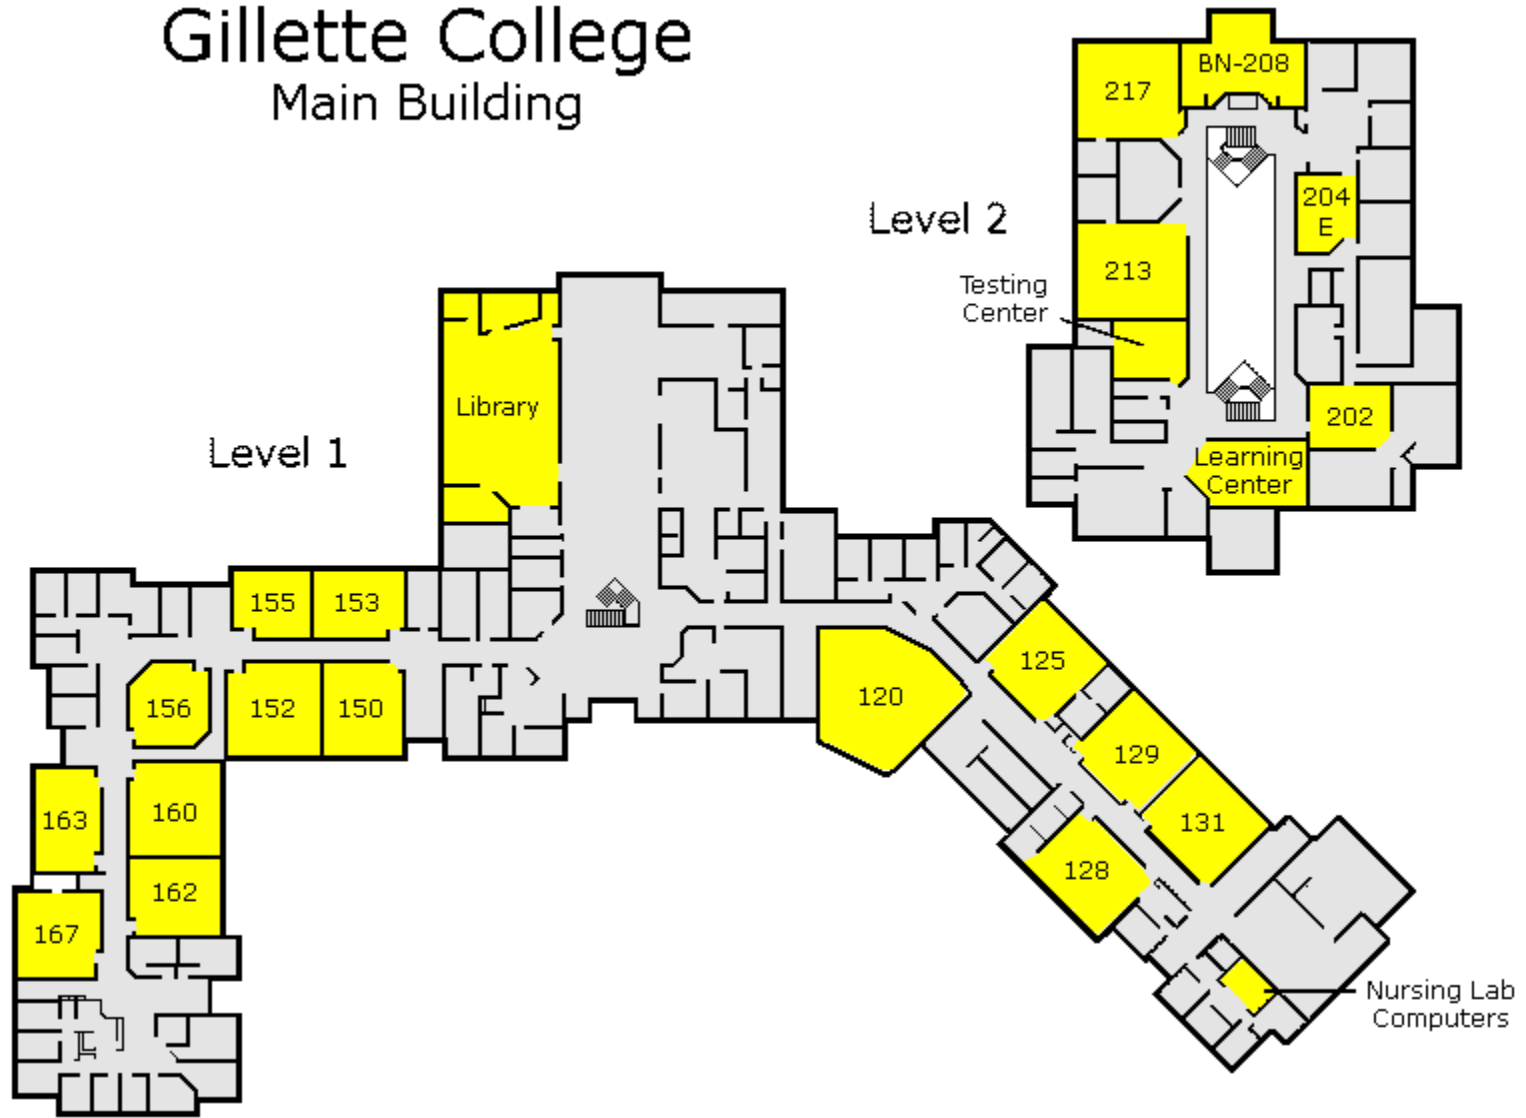 Gillette College
Main Building
Level 2
BN-208
217
204
E
213
Testing
Center
202
Learning
Center
Level 1
Library
155
153
156
152
150
163
160
162
167
120
125
129
131
128
Nursing Lab
Computers